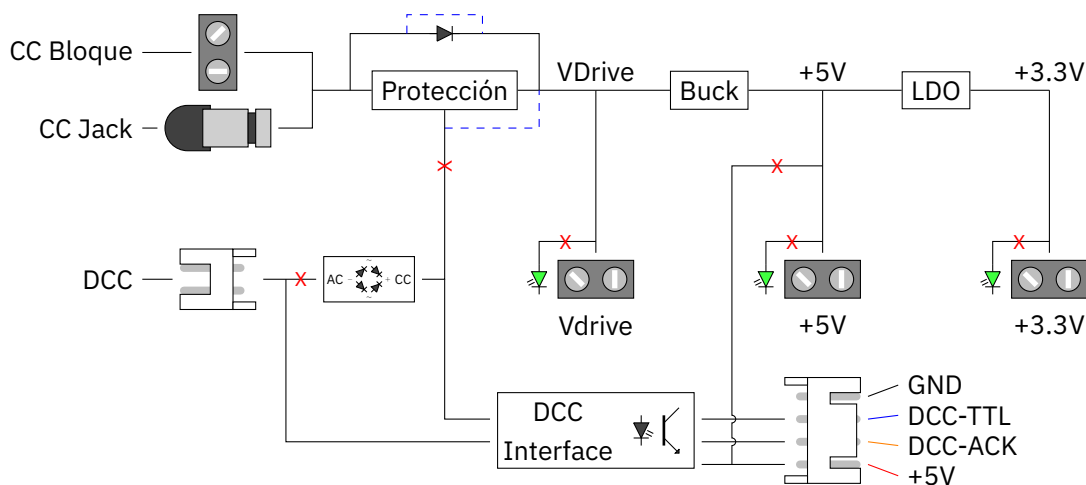 CC Bloque
VDrive
+5V
+3.3V
Protección
Buck
LDO
CC Jack
X
X
X
X
X
X
DCC
X
AC - ~ ~ + CC
Vdrive
+5V
+3.3V
GND
DCC
Interface
DCC-TTL
DCC-ACK
+5V